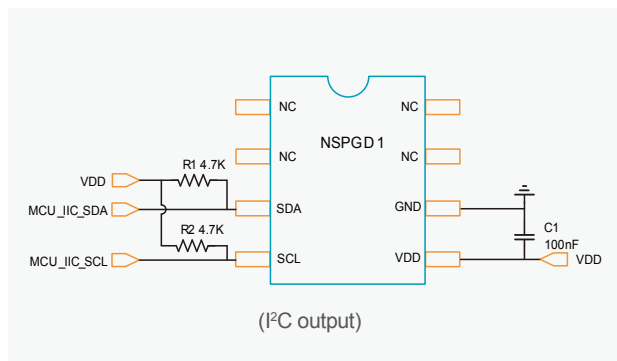 NC
NC
NSPGD1
NC
NC
R1 4.7K
VDD
MCU_IIC_SDA
SDA
GND
C1
100nF
R2 4.7K
MCU_IIC_SCL
SCL
VDD
VDD
(I²C output)